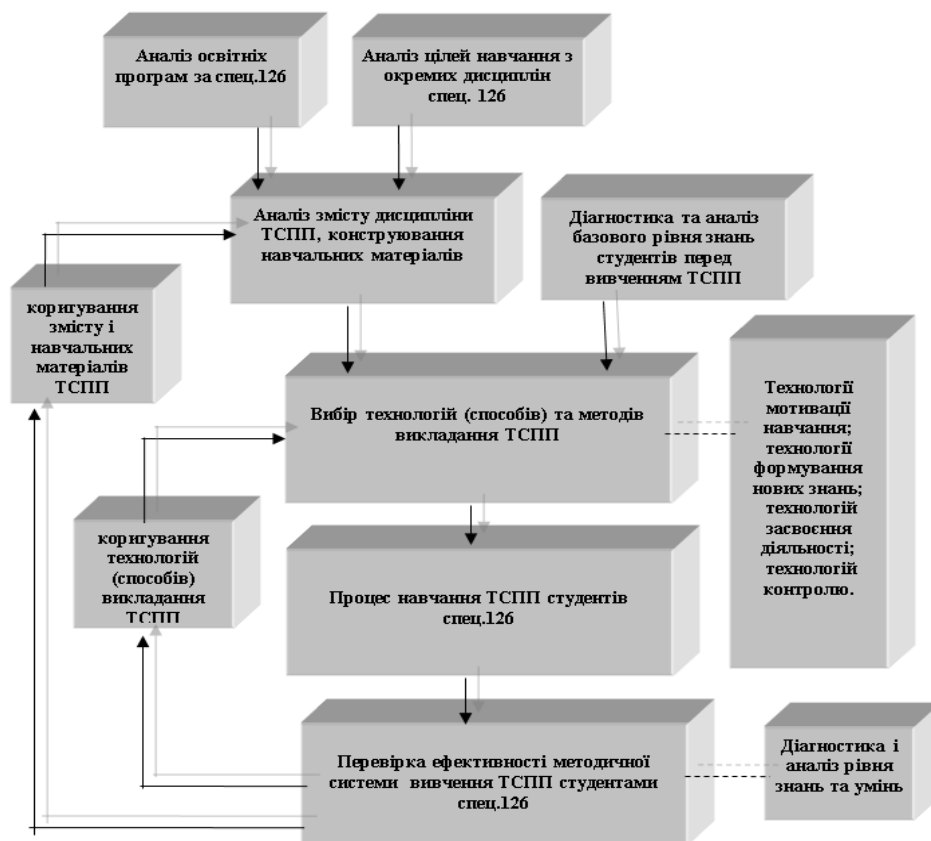 Аналіз освітніх
програм за спец.126
Аналіз цілей навчання з
окремих дисциплін
спец. 126
Аналіз змісту дисципліни
ТСПП, конструювання
навчальних матеріалів
Діагностика та аналіз
базового рівня знань
студентів перед
вивченням ТСПП
коригування
змісту і
навчальних
матеріалів
ТСПП
Вибір технологій (способів) та методів
викладання ТСПП
Технології
мотивації
навчання;
технології
формування
нових знань;
технологій
засвоєння
діяльності;
технологій
контролю.
коригування
технологій
(способів)
викладання
ТСПП
Процес навчання ТСПП студентів
спец.126
Перевірка ефективності методичної
системи вивчення ТСПП студентами
спец.126
Діагностика і
аналіз рівня
знань та умінь